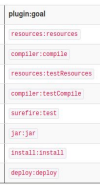 plugin:goal
resources:resources
compiler:compile
resources:testResources
compiler:testCompile
surefire:test
jar:jar
install:install
deploy:deploy